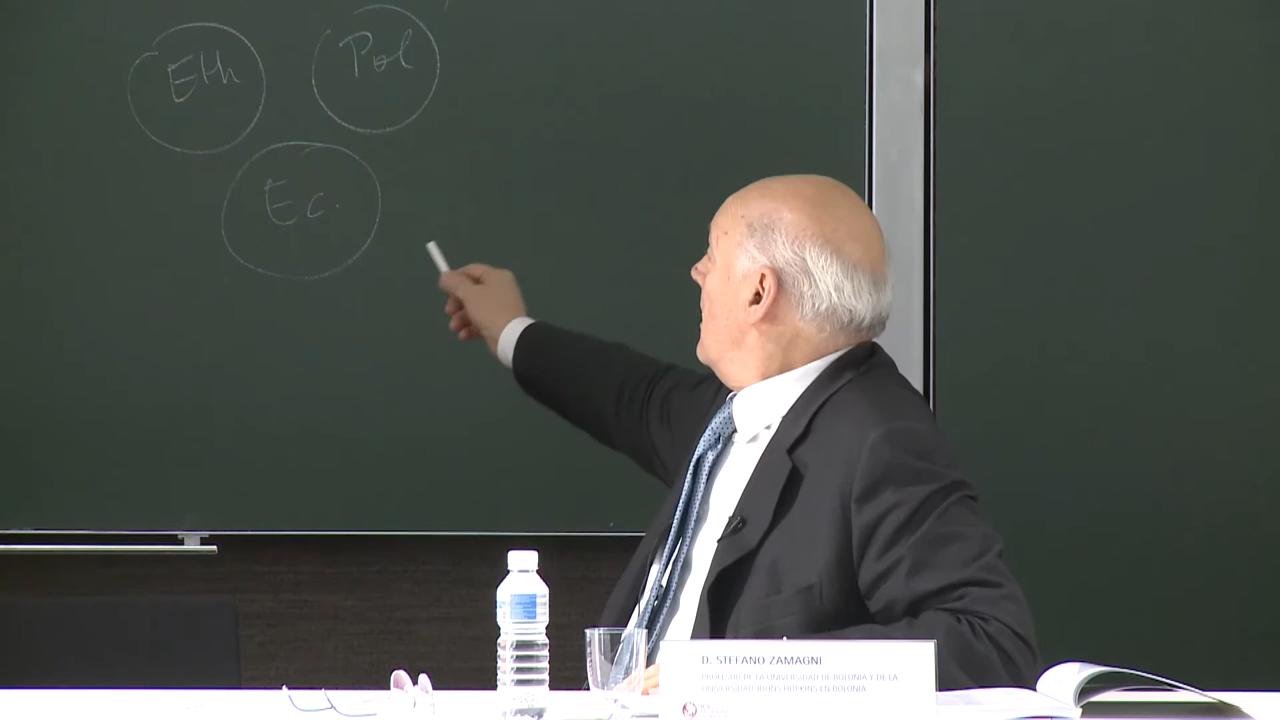 Eth
Pol
Ec.
D. STEFANO ZAMAGNI
PROFESOR DE LA UNIVERSIDAD DE BOLONIA Y DE LA
UNIVERSIDAD JOHNS HOPKINS EN BOLONIA